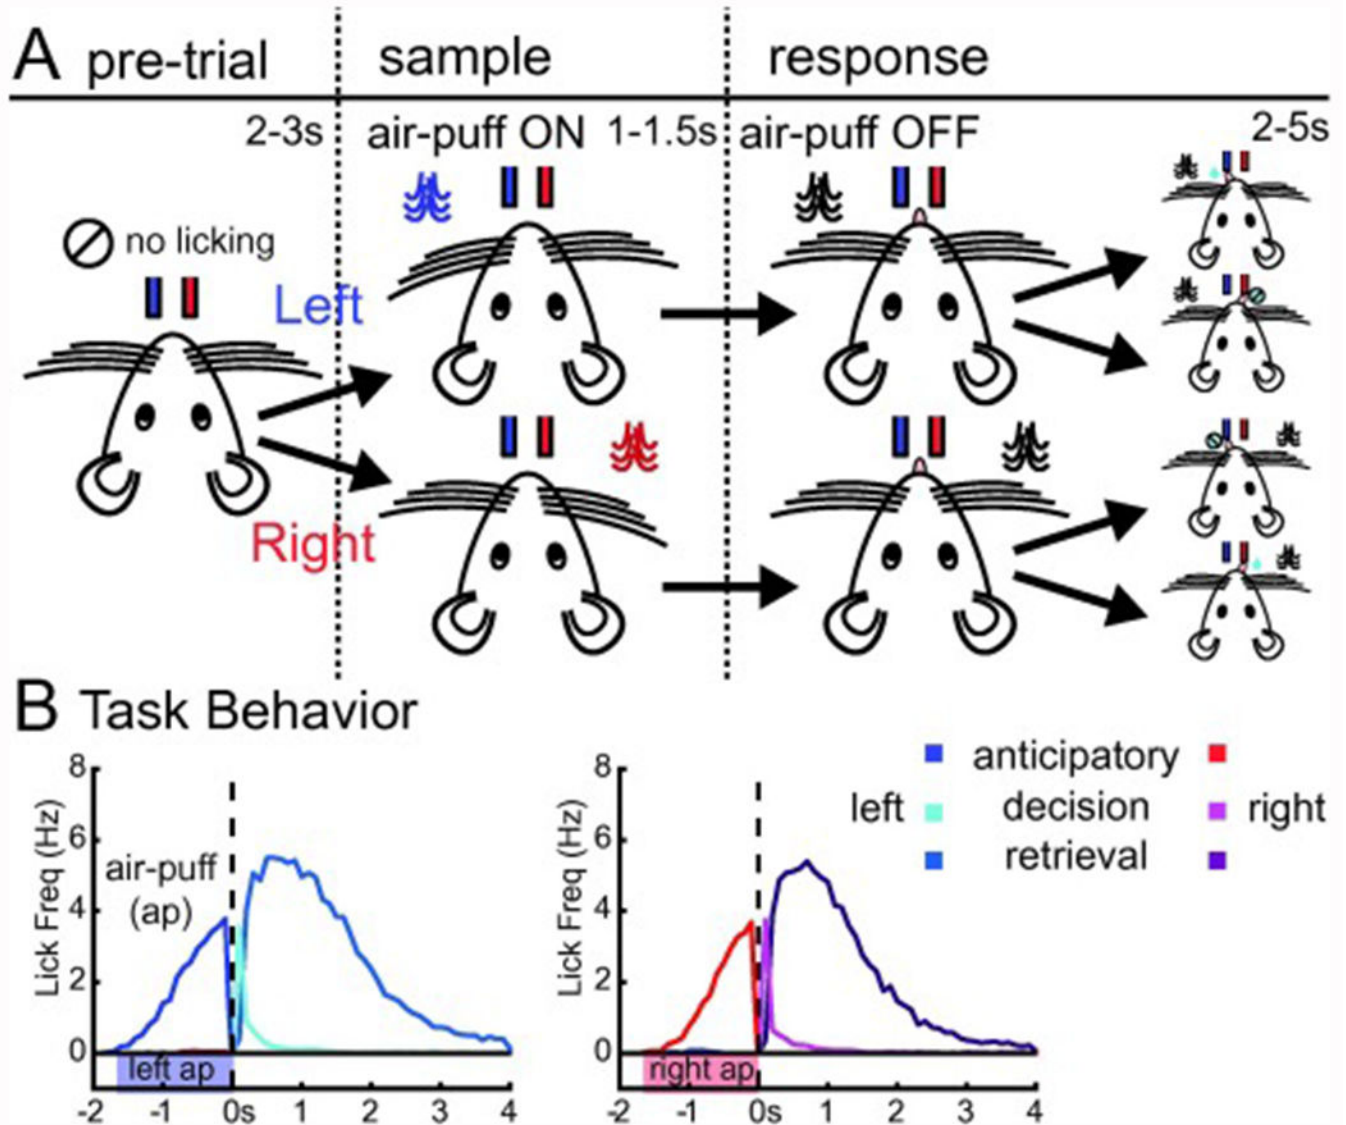 A pre-trial sample response
2-3s air-puff ON 1-1.5s air-puff OFF 2-5s
no licking
Left
Right
B Task Behavior
8 8
anticipatory
left decision right
retrieval
6 6
air-puff
(ap)
4 4
Lick Freq (Hz) Lick Freq (Hz)
2 2
0 0
left ap right ap
-2 -1 0s 1 2 3 4 -2 -1 0s 1 2 3 4